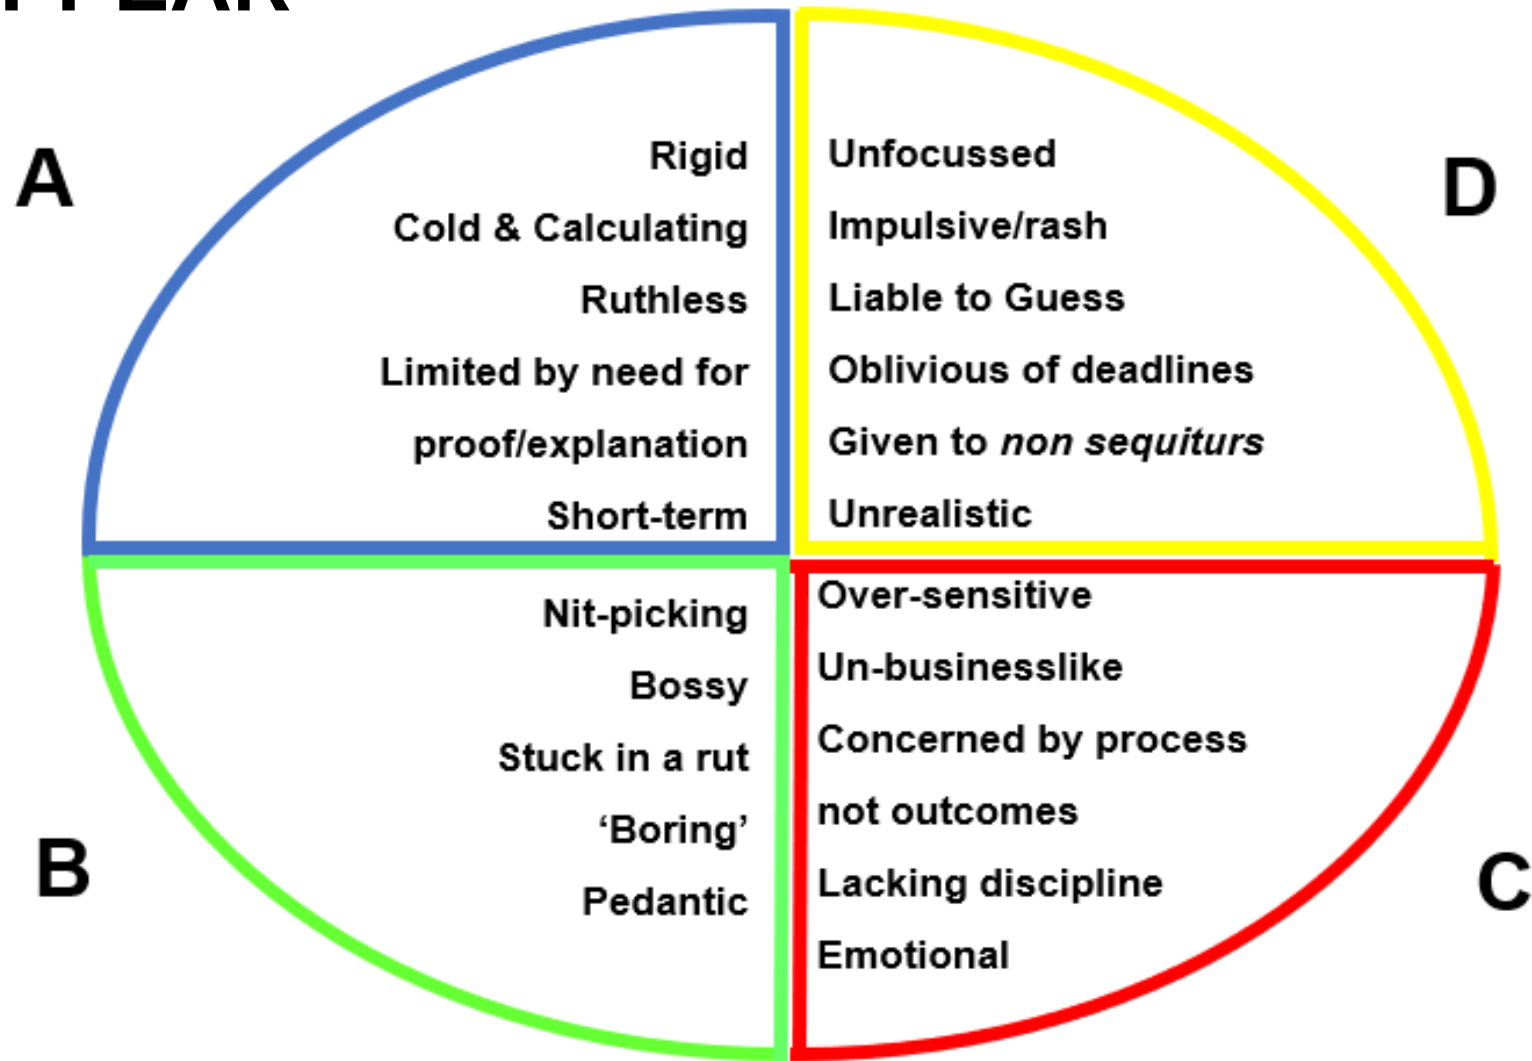 A
Rigid
Cold & Calculating
Ruthless
Limited by need for
proof/explanation
Short-term
D
Unfocussed
Impulsive/rash
Liable to Guess
Oblivious of deadlines
Given to non sequiturs
Unrealistic
B
Nit-picking
Bossy
Stuck in a rut
‘Boring’
Pedantic
C
Over-sensitive
Un-businesslike
Concerned by process
not outcomes
Lacking discipline
Emotional